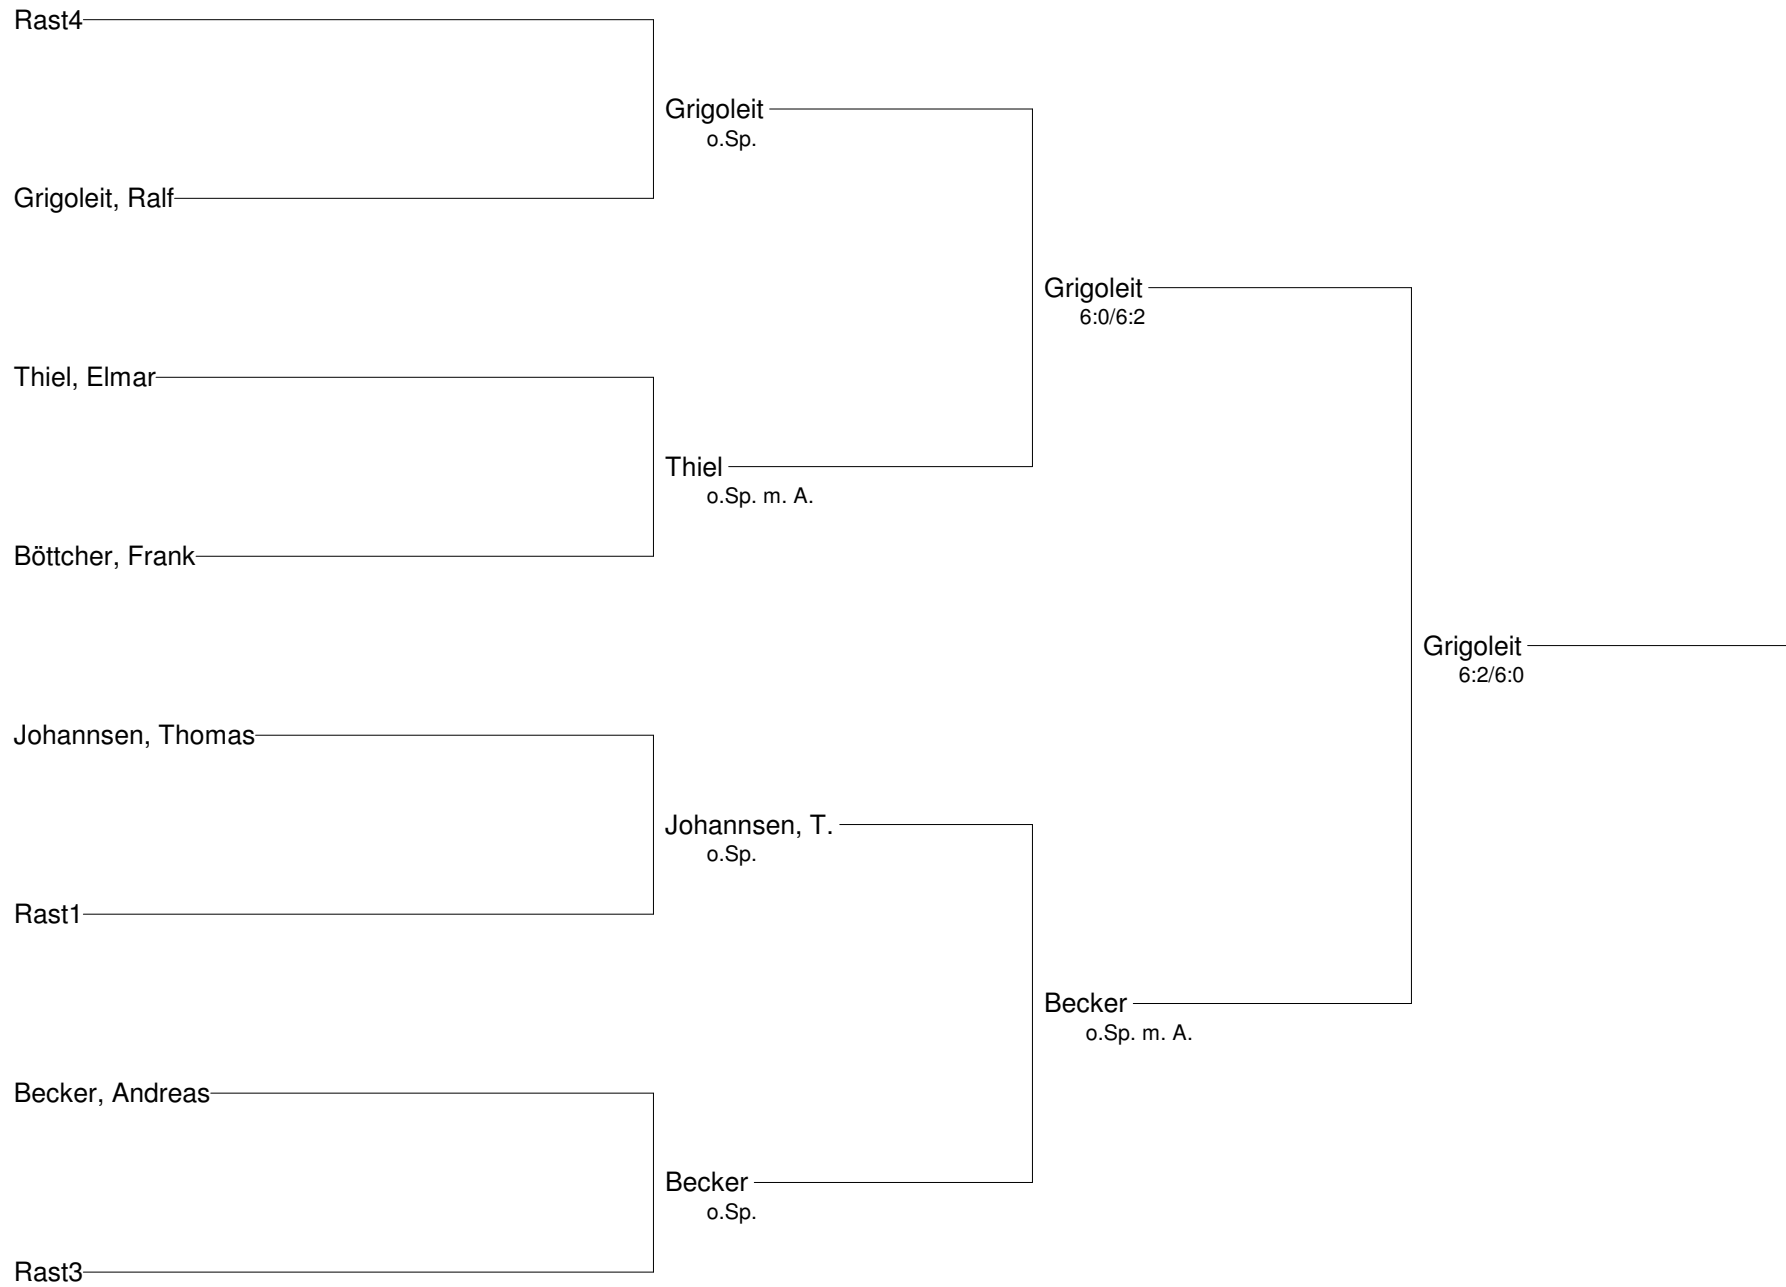 Rast4
Grigoleit
o.Sp.
Grigoleit, Ralf
Grigoleit
6:0/6:2
Thiel, Elmar
Thiel
o.Sp. m. A.
Böttcher, Frank
Grigoleit
6:2/6:0
Johannsen, Thomas
Johannsen, T.
o.Sp.
Rast1
Becker
o.Sp. m. A.
Becker, Andreas
Becker
o.Sp.
Rast3